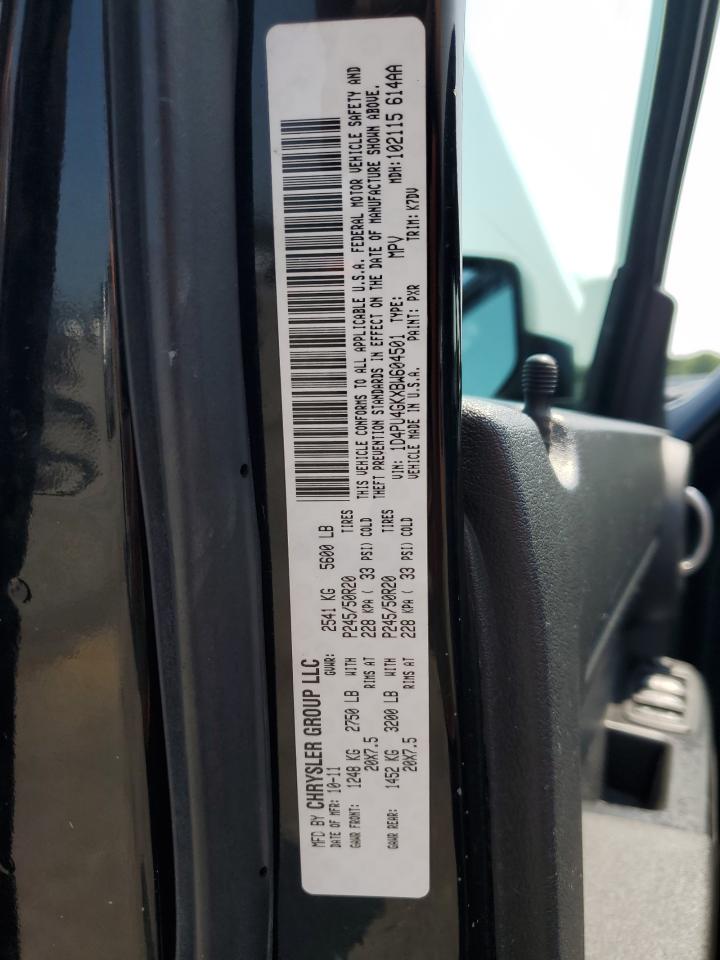 MFD BY CHRYSLER GROUP LLC
DATE OF MFR: 10-11 GVWR: 2541 KG 5600 LB
GAWR FRONT: 1248 KG 2750 LB WITH P245/50R20 TIRES
20X7.5 RIMS AT 228 KPA ( 33 PSI) COLD
GAWR REAR: 1452 KG 3200 LB WITH P245/50R20 TIRES
20X7.5 RIMS AT 228 KPA ( 33 PSI) COLD
THIS VEHICLE CONFORMS TO ALL APPLICABLE U.S.A. FEDERAL MOTOR VEHICLE SAFETY AND
THEFT PREVENTION STANDARDS IN EFFECT ON THE DATE OF MANUFACTURE SHOWN ABOVE.
VIN: 1D4PU4GKXBW604501 TYPE: MPV MDH:102115 614AA
VEHICLE MADE IN U.S.A. PAINT: PXR TRIM: K7DV